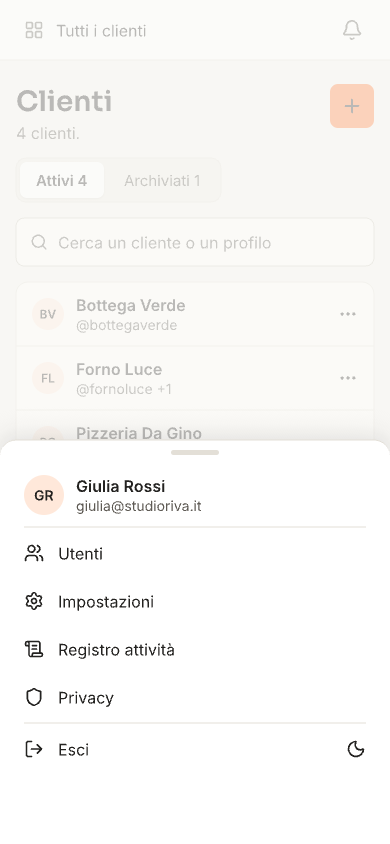 Tutti i clienti
Clienti
4 clienti.
Attivi 4
Archiviati 1
Cerca un cliente o un profilo
BV
Bottega Verde
@bottegaverde
FL
Forno Luce
@fornoluce +1
Pizzeria Da Gino
GR
Giulia Rossi
giulia@studioriva.it
Utenti
Impostazioni
Registro attività
Privacy
Esci